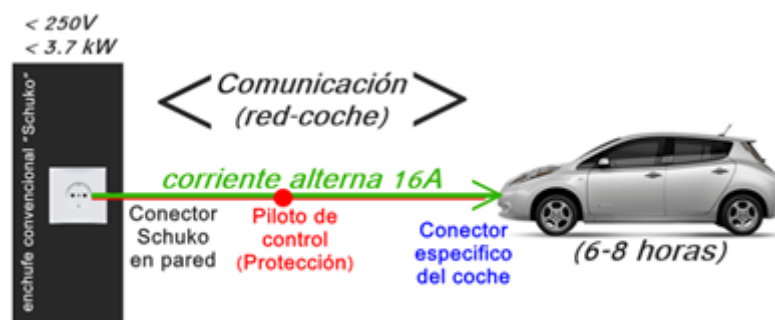 < 250V
< 3.7 kW
enchufe convencional "Schuko"
Comunicación
(red-coche)
corriente alterna 16A
Conector
Schuko
en pared
Piloto de
control
(Protección)
Conector
especifico
del coche
(6-8 horas)